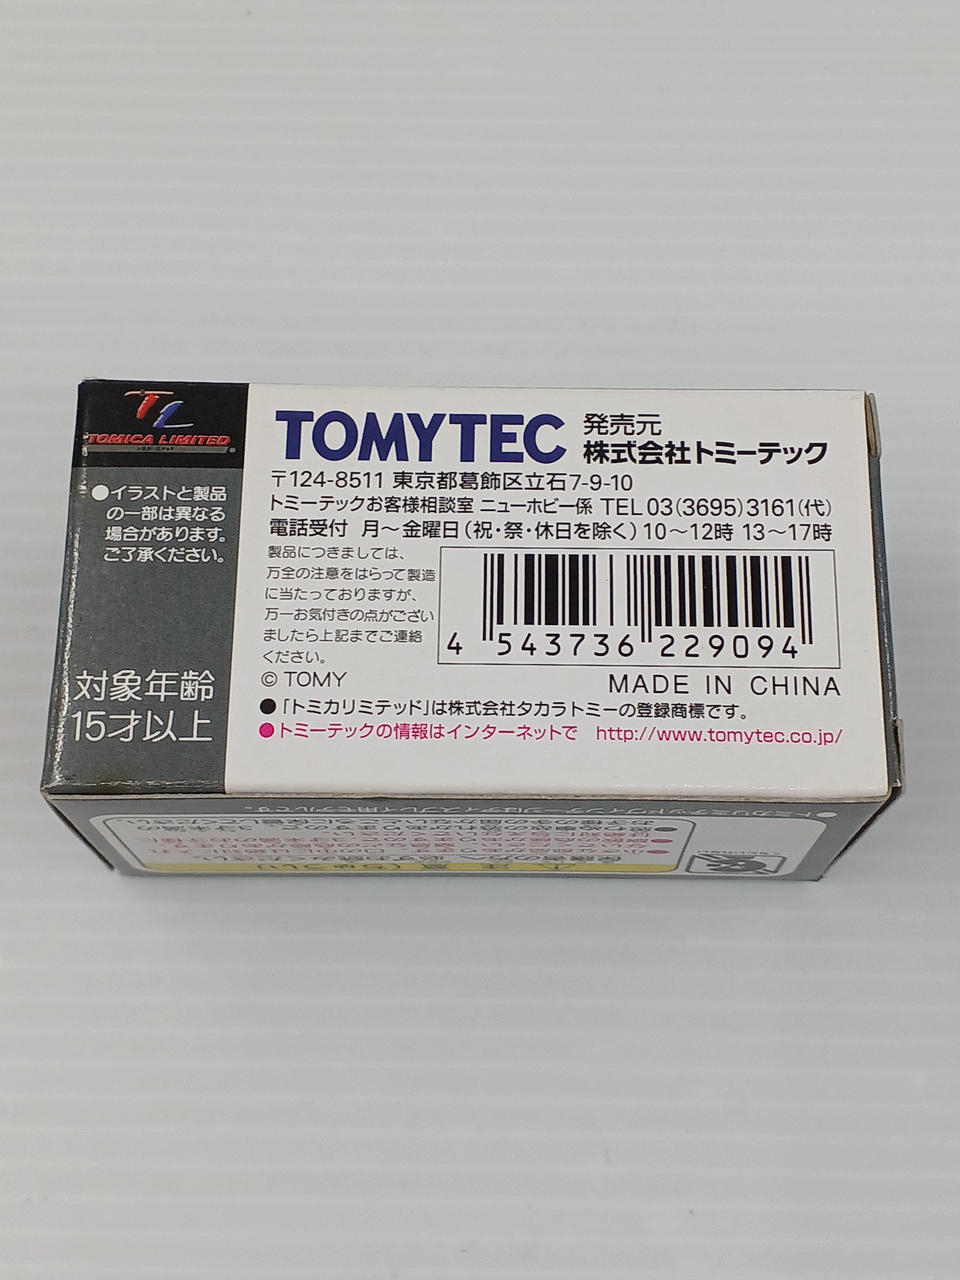 TL
TOMICA LIMITED
●イラストと製品
の一部は異なる
場合があります。
ご了承ください。
対象年齢
15才以上
TOMYTEC
発売元
株式会社トミーテック
〒124-8511 東京都葛飾区立石7-9-10
トミーテックお客様相談室 ニューホビー係 TEL 03(3695)3161(代)
電話受付 月～金曜日(祝・祭・休日を除く) 10～12時 13～17時
製品につきましては、
万全の注意をはらって製造
に当たっておりますが、
万一お気付きの点がござい
ましたら上記までご連絡
ください。
© TOMY
4 543736 229094
MADE IN CHINA
●「トミカリミテッド」は株式会社タカラトミーの登録商標です。
●トミーテックの情報はインターネットで http://www.tomytec.co.jp/